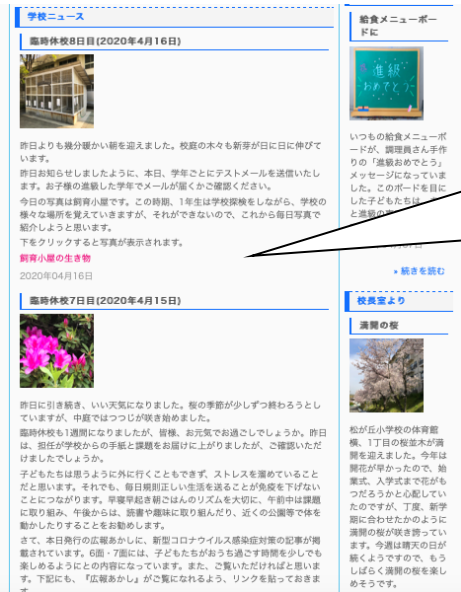 学校ニュース
臨時休校8日目(2020年4月16日)
昨日よりも幾分暖かい朝を迎えました。校庭の木々も新芽が日に日に伸びて
います。
昨日お知らせしましたように、本日、学年ごとにテストメールを送信いたし
ます。お子様の進級した学年でメールが届くかご確認ください。
今日の写真は飼育小屋です。この時期、1年生は学校探検をしながら、学校の
様々な場所を覚えていきますが、それができないので、これから毎日写真で
紹介しようと思います。
下をクリックすると写真が表示されます。
飼育小屋の生き物
2020年04月16日
臨時休校7日目(2020年4月15日)
昨日に引き続き、いい天気になりました。桜の季節が少しずつ終わろうとし
ていますが、中庭ではつつじが咲き始めました。
臨時休校も1週間になりましたが、皆様、お元気でお過ごしでしょうか。昨日
は、担任が学校からの手紙と課題をお届けに上がりましたが、ご確認いただ
けましたでしょうか。
子どもたちは思うように外に行くこともできず、ストレスを溜めていること
だと思います。それでも、毎日規則正しい生活を送ることが免疫を下げない
ことにつながります。早寝早起き朝ごはんのリズムを大切に、午前中は課題
に取り組み、午後からは、読書や趣味に取り組んだり、近くの公園等で体を
動かしたりすることをお勧めします。
さて、本日発行の広報あかしに、新型コロナウイルス感染症対策の記事が掲
載されています。6面・7面には、子どもたちがおうち過ごす時間を少しでも
楽しめるようにとの内容になっています。また、ご覧いただければと思いま
す。下記にも、『広報あかし』がご覧になれるよう、リンクを貼っておきま
す。
給食メニューボー
ドに
進級
おめでとう
いつもの給食メニューボ
ードが、調理員さん手作
りの「進級おめでとう」
メッセージになっていま
した。このボードを目に
した子どもたちは、
と進級の
» 続きを読む
校長室より
満開の桜
松が丘小学校の体育館
横、1丁目の桜並木が満
開を迎えました。今年は
開花が早かったので、始
業式、入学式まで花がも
つだろうかと心配してい
たのですが、丁度、新学
期に合わせたかのように
満開の桜が咲き誇ってい
ます。今週は晴天の日が
続くようですので、もう
しばらく満開の桜を楽し
めそうです。